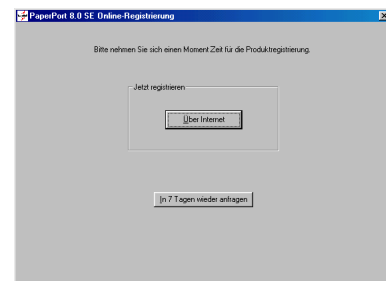 PaperPort 8.0 SE Online-Registrierung
Bitte nehmen Sie sich einen Moment Zeit für die Produktregistrierung.
Jetzt registrieren
Über Internet
In 7 Tagen wieder anfragen